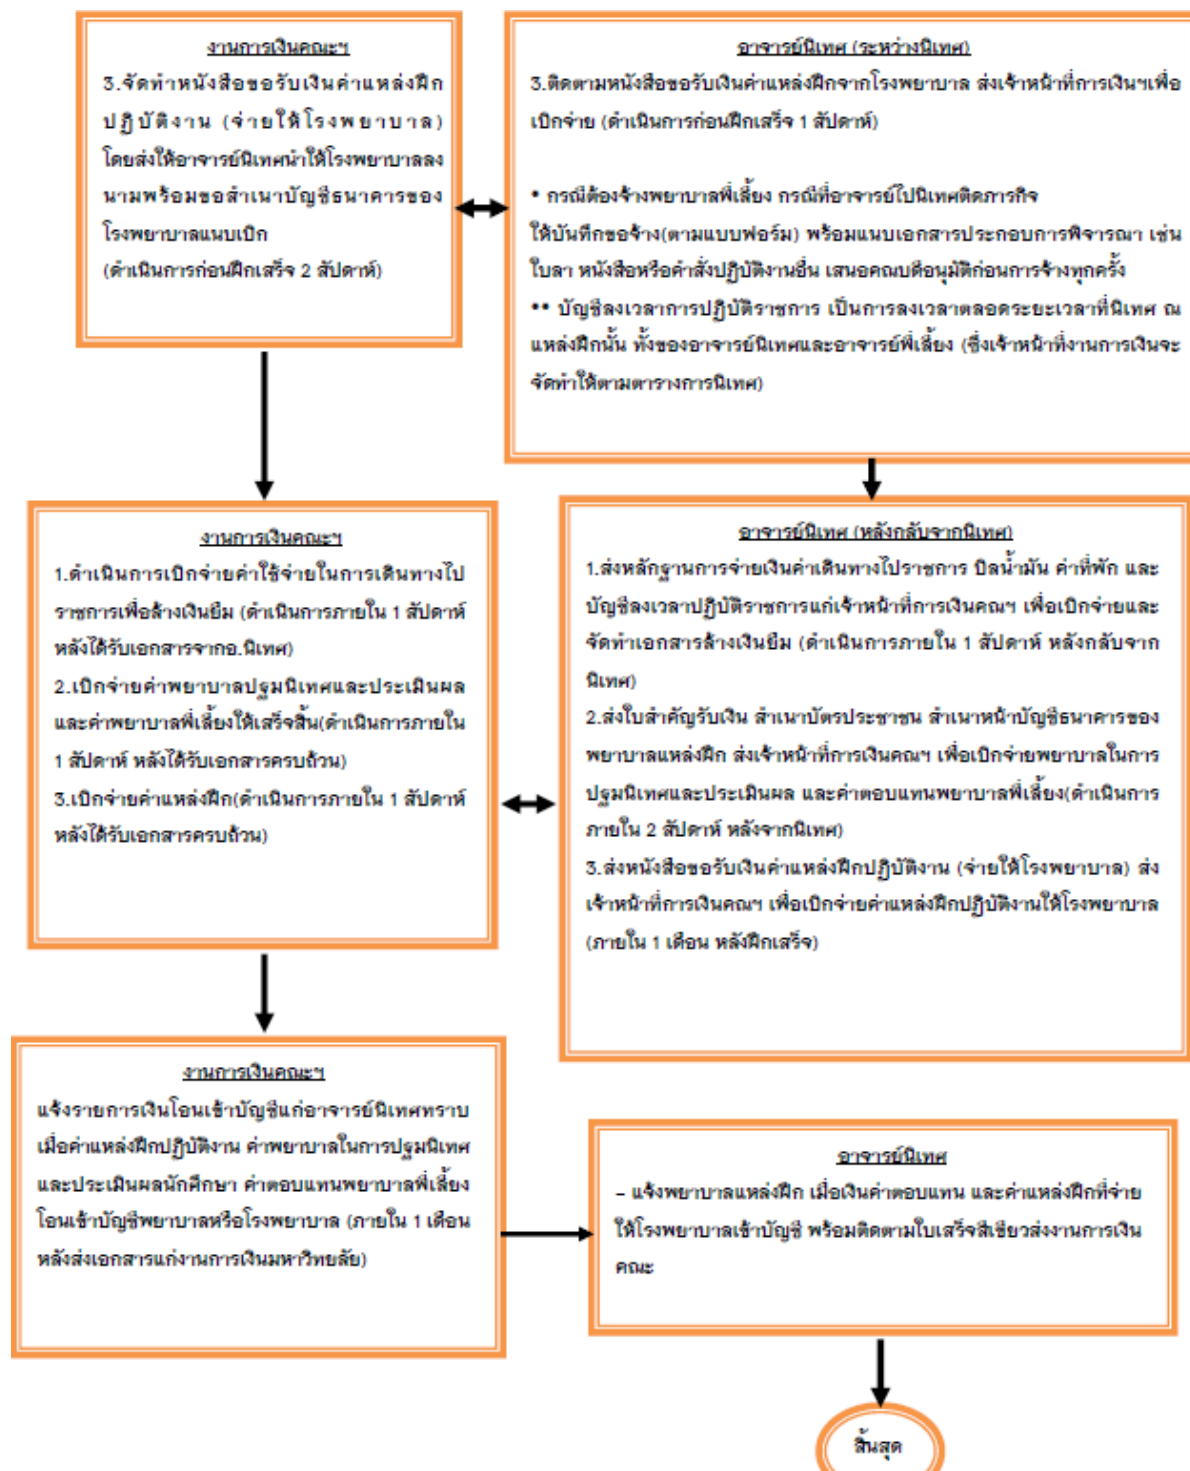 งานการเงินคณะฯ
3.จัดทำหนังสือขอรับเงินค่าแหล่งฝึก
ปฏิบัติงาน (จ่ายให้โรงพยาบาล)
โดยส่งให้อาจารย์นิเทศนำให้โรงพยาบาลลง
นามพร้อมขอสำเนาบัญชีธนาคารของ
โรงพยาบาลแนบเบิก
(ดำเนินการก่อนฝึกเสร็จ 2 สัปดาห์)
อาจารย์นิเทศ (ระหว่างนิเทศ)
3.ติดตามหนังสือขอรับเงินค่าแหล่งฝึกจากโรงพยาบาล ส่งเจ้าหน้าที่การเงินฯเพื่อ
เบิกจ่าย (ดำเนินการก่อนฝึกเสร็จ 1 สัปดาห์)
* กรณีต้องจ้างพยาบาลพี่เลี้ยง กรณีที่อาจารย์ไปนิเทศติดภารกิจ
ให้บันทึกขอจ้าง(ตามแบบฟอร์ม) พร้อมแนบเอกสารประกอบการพิจารณา เช่น
ใบลา หนังสือหรือคำสั่งปฏิบัติงานอื่น เสนอคณบดีอนุมัติก่อนการจ้างทุกครั้ง
** บัญชีลงเวลาการปฏิบัติราชการ เป็นการลงเวลาตลอดระยะเวลาที่นิเทศ ณ
แหล่งฝึกนั้น ทั้งของอาจารย์นิเทศและอาจารย์พี่เลี้ยง (ซึ่งเจ้าหน้าที่งานการเงินจะ
จัดทำให้ตามตารางการนิเทศ)
งานการเงินคณะฯ
1.ดำเนินการเบิกจ่ายค่าใช้จ่ายในการเดินทางไป
ราชการเพื่อล้างเงินยืม (ดำเนินการภายใน 1 สัปดาห์
หลังได้รับเอกสารจากอ.นิเทศ)
2.เบิกจ่ายค่าพยาบาลปฐมนิเทศและประเมินผล
และค่าพยาบาลพี่เลี้ยงให้เสร็จสิ้น(ดำเนินการภายใน
1 สัปดาห์ หลังได้รับเอกสารครบถ้วน)
3.เบิกจ่ายค่าแหล่งฝึก(ดำเนินการภายใน 1 สัปดาห์
หลังได้รับเอกสารครบถ้วน)
อาจารย์นิเทศ (หลังกลับจากนิเทศ)
1.ส่งหลักฐานการจ่ายเงินค่าเดินทางไปราชการ บิลน้ำมัน ค่าที่พัก และ
บัญชีลงเวลาปฏิบัติราชการแก่เจ้าหน้าที่การเงินคณฯ เพื่อเบิกจ่ายและ
จัดทำเอกสารล้างเงินยืม (ดำเนินการภายใน 1 สัปดาห์ หลังกลับจาก
นิเทศ)
2.ส่งใบสำคัญรับเงิน สำเนาบัตรประชาชน สำเนาหน้าบัญชีธนาคารของ
พยาบาลแหล่งฝึก ส่งเจ้าหน้าที่การเงินคณฯ เพื่อเบิกจ่ายพยาบาลในการ
ปฐมนิเทศและประเมินผล และค่าตอบแทนพยาบาลพี่เลี้ยง(ดำเนินการ
ภายใน 2 สัปดาห์ หลังจากนิเทศ)
3.ส่งหนังสือขอรับเงินค่าแหล่งฝึกปฏิบัติงาน (จ่ายให้โรงพยาบาล) ส่ง
เจ้าหน้าที่การเงินคณฯ เพื่อเบิกจ่ายค่าแหล่งฝึกปฏิบัติงานให้โรงพยาบาล
(ภายใน 1 เดือน หลังฝึกเสร็จ)
งานการเงินคณะฯ
แจ้งรายการเงินโอนเข้าบัญชีแก่อาจารย์นิเทศทราบ
เมื่อค่าแหล่งฝึกปฏิบัติงาน ค่าพยาบาลในการปฐมนิเทศ
และประเมินผลนักศึกษา ค่าตอบแทนพยาบาลพี่เลี้ยง
โอนเข้าบัญชีพยาบาลหรือโรงพยาบาล (ภายใน 1 เดือน
หลังส่งเอกสารแก่งานการเงินมหาวิทยลัย)
อาจารย์นิเทศ
- แจ้งพยาบาลแหล่งฝึก เมื่อเงินค่าตอบแทน และค่าแหล่งฝึกที่จ่าย
ให้โรงพยาบาลเข้าบัญชี พร้อมติดตามใบเสร็จสีเขียวส่งงานการเงิน
คณะ
สิ้นสุด